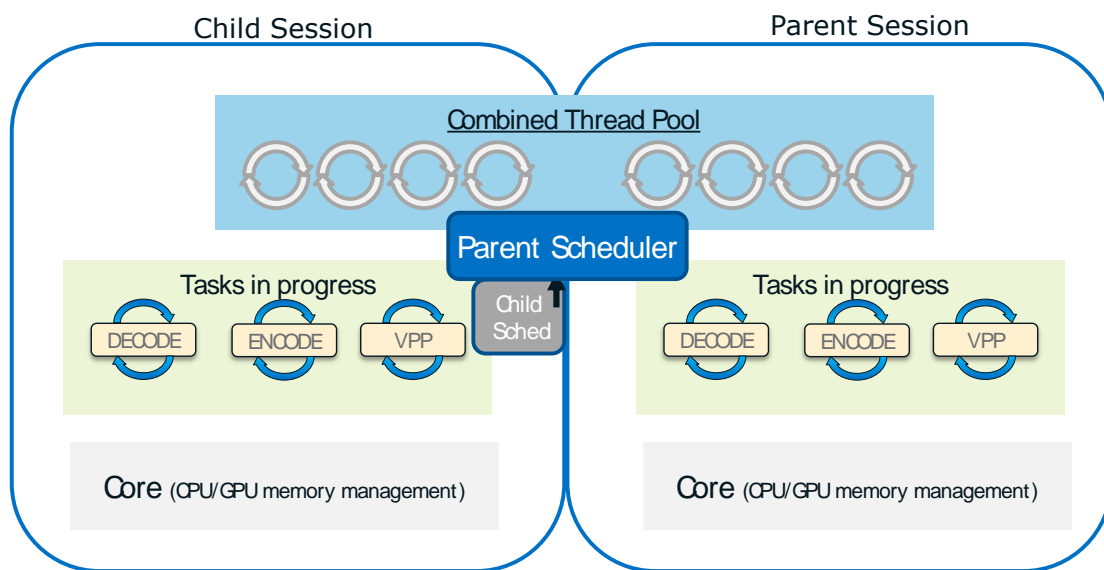 Child Session
Parent Session
Combined Thread Pool
Parent Scheduler
Tasks in progress
DECODE
ENCODE
VPP
Child
Sched
Tasks in progress
DECODE
ENCODE
VPP
Core (CPU/GPU memory management)
Core (CPU/GPU memory management)